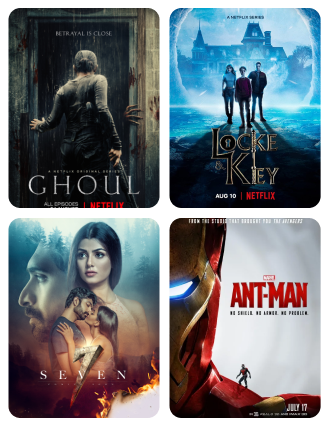 BETRAYAL IS CLOSE
A NETFLIX ORIGINAL SERIES
GHOUL
ALL EPISODES
NETFLIX
A NETFLIX SERIES
LOCKE
& KEY
AUG 10 NETFLIX
7
SEVEN
FROM THE STUDIO THAT BROUGHT YOU THE AVENGERS
MARVEL
ANT-MAN
NO SHIELD. NO ARMOR. NO PROBLEM.
JULY 17